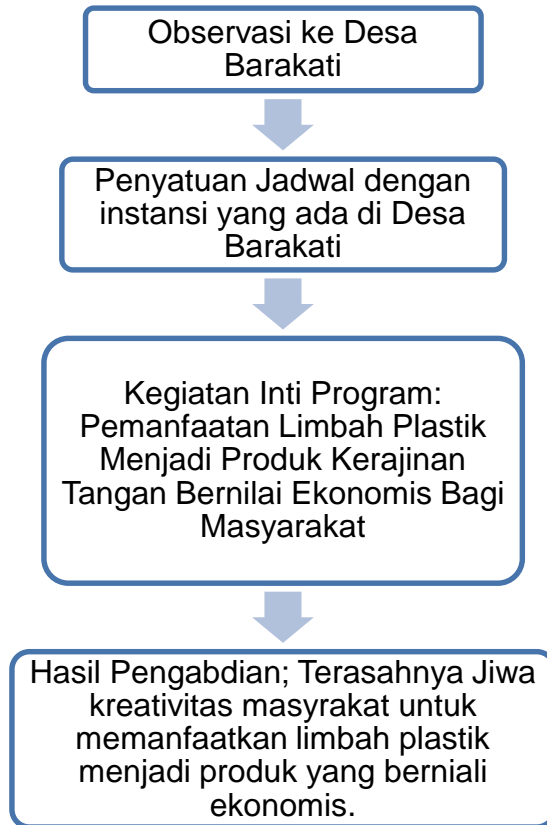 Observasi ke Desa
Barakati
Penyatuan Jadwal dengan
instansi yang ada di Desa
Barakati
Kegiatan Inti Program:
Pemanfaatan Limbah Plastik
Menjadi Produk Kerajinan
Tangan Bernilai Ekonomis Bagi
Masyarakat
Hasil Pengabdian; Terasahnya Jiwa
kreativitas masyrakat untuk
memanfaatkan limbah plastik
menjadi produk yang berniali
ekonomis.